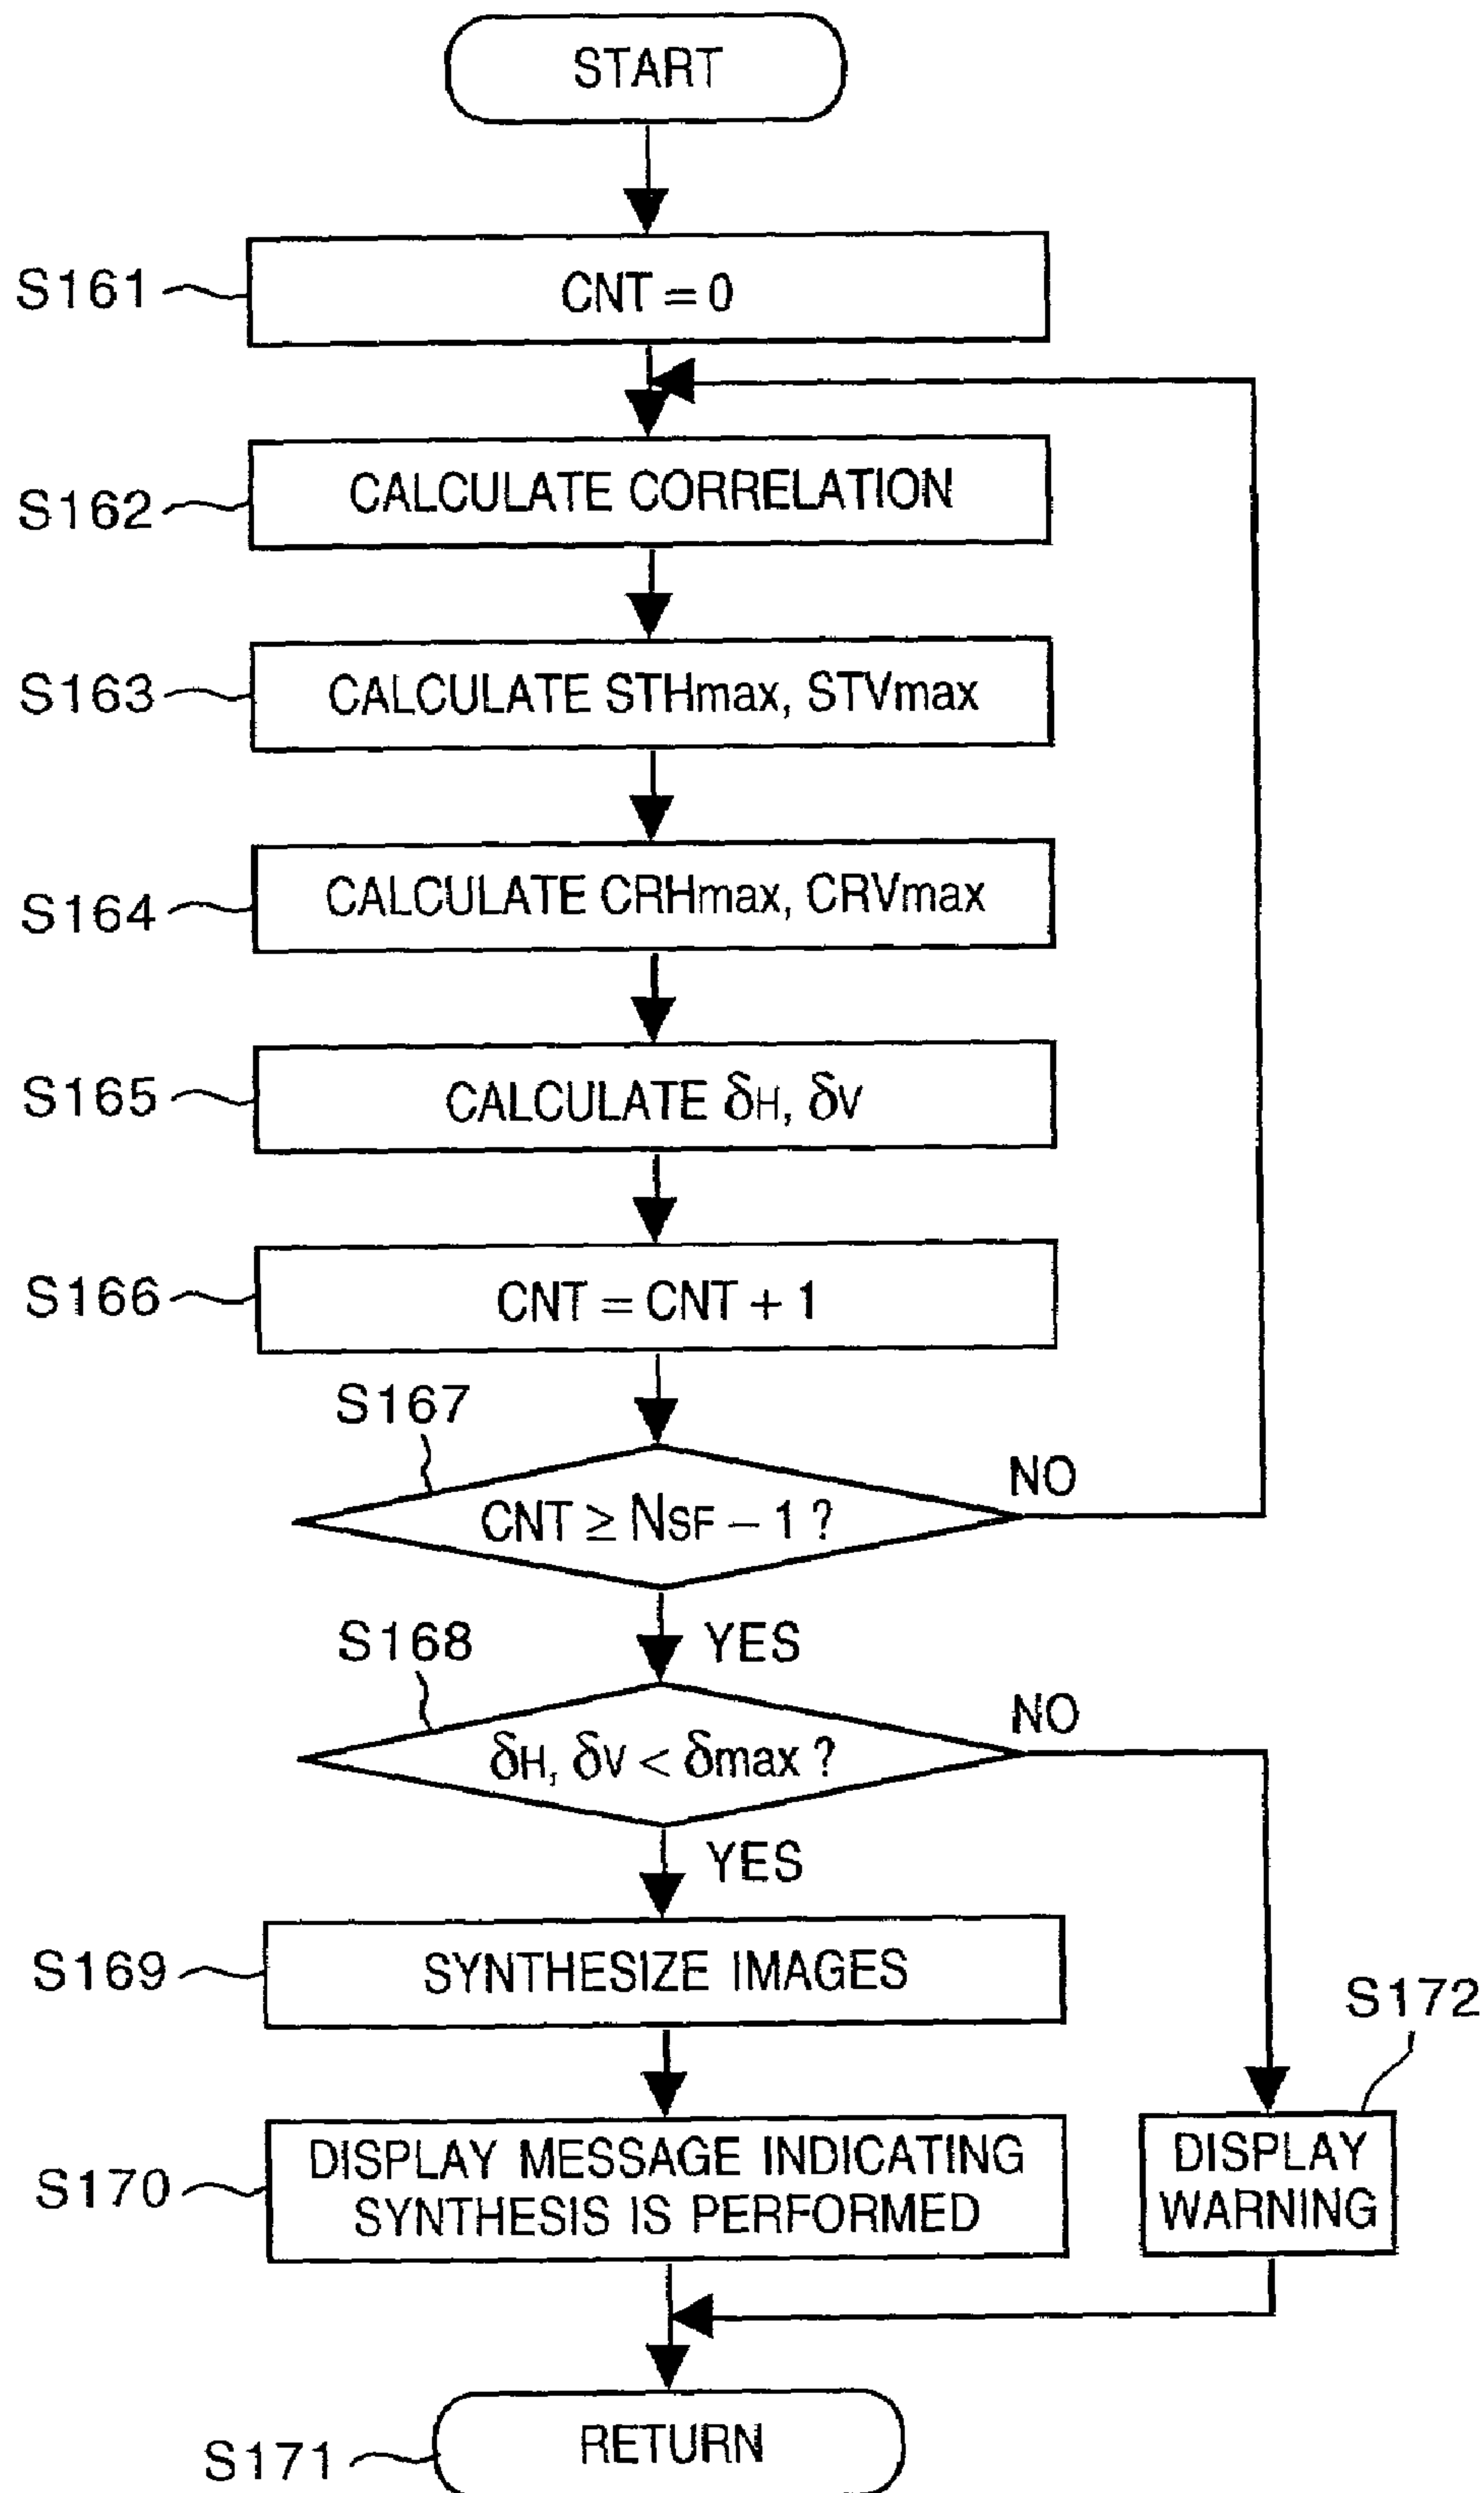 START
S161
CNT = 0
S162
CALCULATE CORRELATION
S163
CALCULATE STHmax, STVmax
S164
CALCULATE CRHmax, CRVmax
S165
CALCULATE δH, δV
S166
CNT = CNT + 1
S167
CNT ≥ NSF − 1 ?
NO
YES
S168
δH, δV < δmax ?
NO
YES
S169
SYNTHESIZE IMAGES
S170
DISPLAY MESSAGE INDICATING
SYNTHESIS IS PERFORMED
S172
DISPLAY
WARNING
S171
RETURN